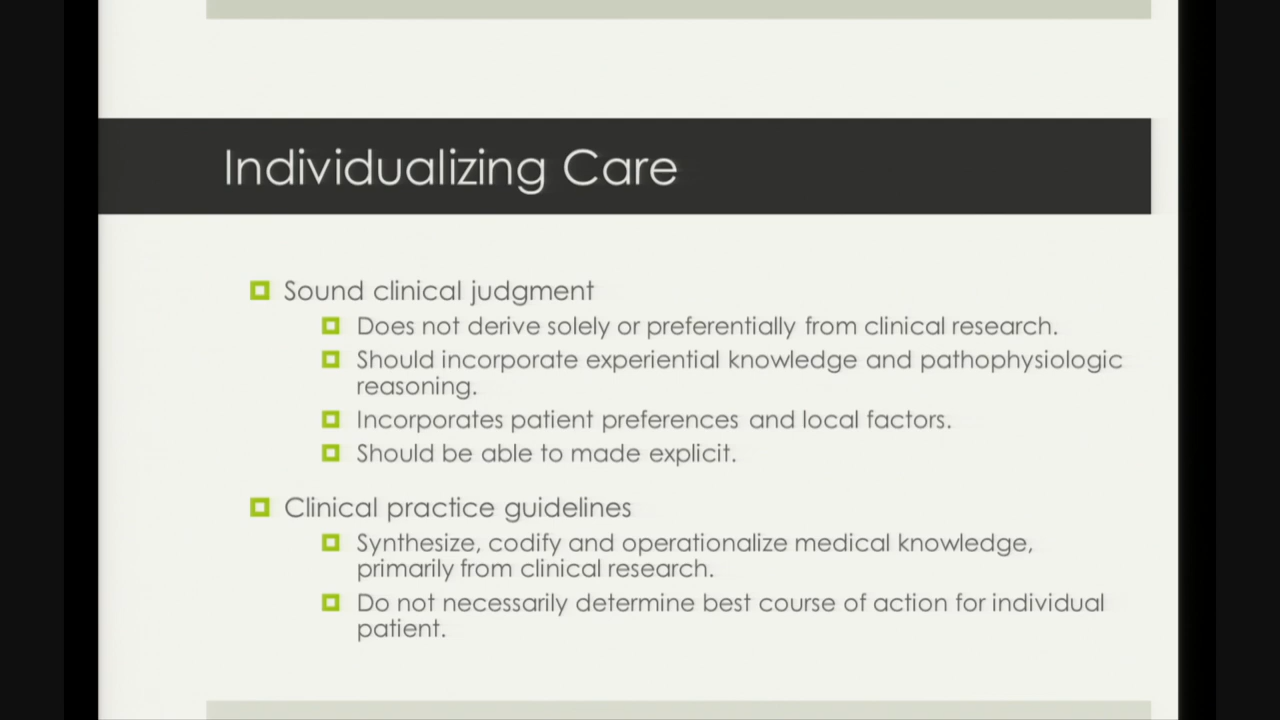 Individualizing Care
Sound clinical judgment
Does not derive solely or preferentially from clinical research.
Should incorporate experiential knowledge and pathophysiologic
reasoning.
Incorporates patient preferences and local factors.
Should be able to made explicit.
Clinical practice guidelines
Synthesize, codify and operationalize medical knowledge,
primarily from clinical research.
Do not necessarily determine best course of action for individual
patient.